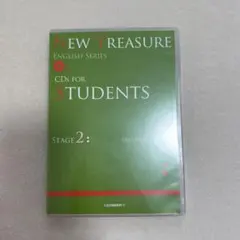 NEW TREASURE
ENGLISH SERIES
CDS FOR
STUDENTS
STAGE 2: